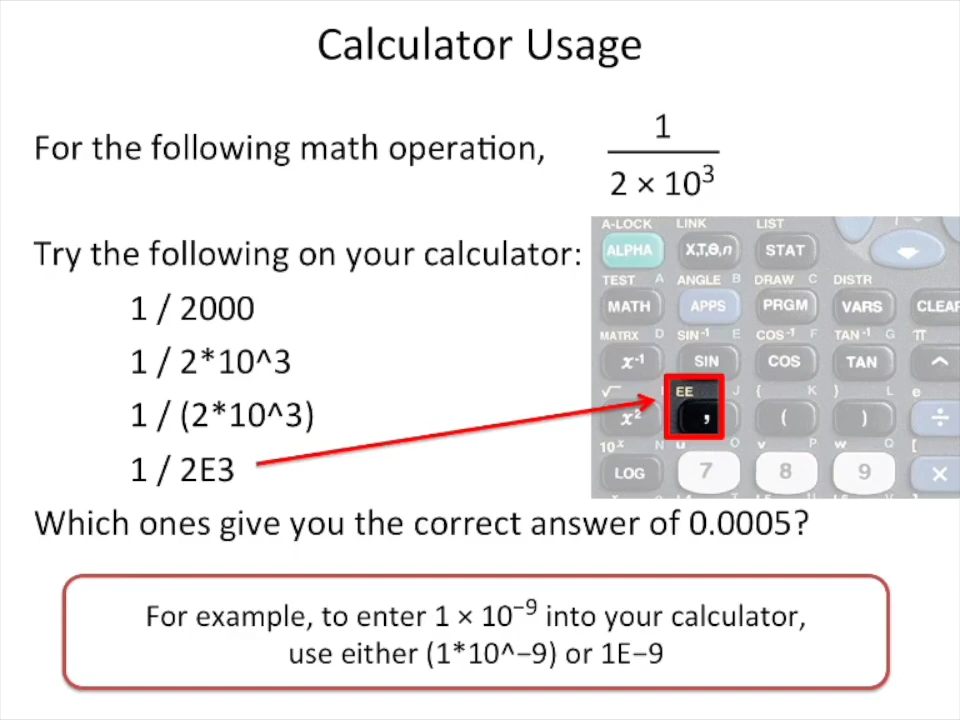 Calculator Usage
For the following math operation,
1
2 × 10³
Try the following on your calculator:
1 / 2000
1 / 2*10^3
1 / (2*10^3)
1 / 2E3
A-LOCK LINK LIST
ALPHA X,T,Θ,n STAT
TEST A ANGLE B DRAW C DISTR
MATH APPS PRGM VARS CLEAR
MATRX D SIN⁻¹ E COS⁻¹ F TAN⁻¹ G π
x⁻¹ SIN COS TAN ^
√ EE J { K } L e
x² , ( ) ÷
10ˣ N u O v P w Q [
LOG 7 8 9 ×
Which ones give you the correct answer of 0.0005?
For example, to enter 1 × 10⁻⁹ into your calculator,
use either (1*10^−9) or 1E−9